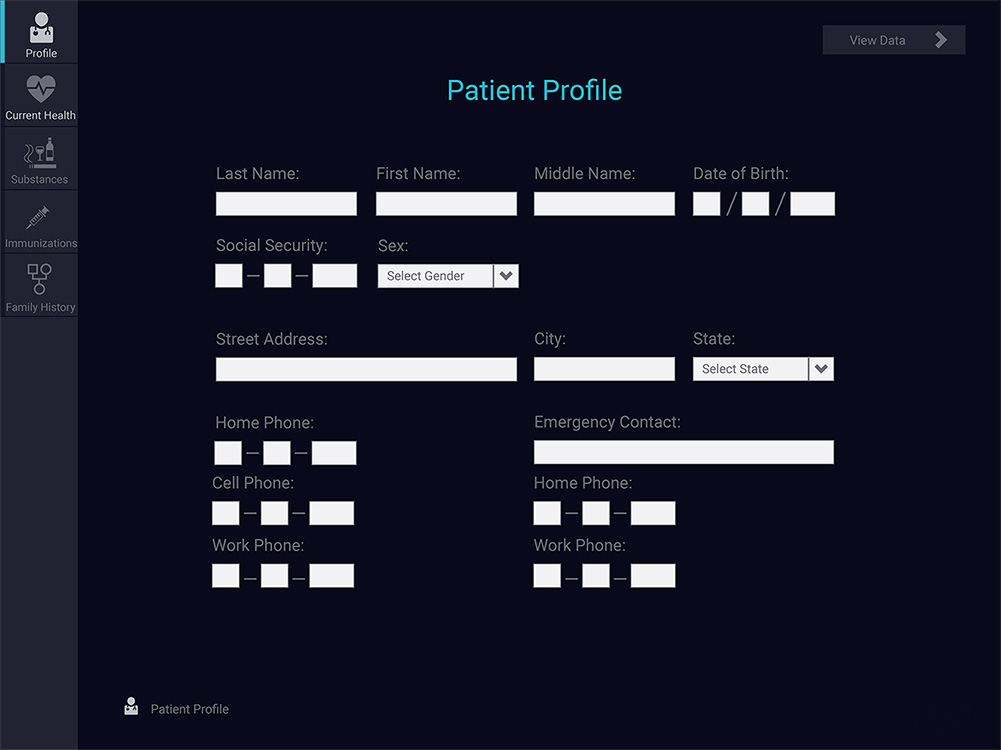 Profile
Current Health
Substances
Immunizations
Family History
View Data
Patient Profile
Last Name: First Name: Middle Name: Date of Birth:
/ /
Social Security: Sex:
– – Select Gender
Street Address: City: State:
Select State
Home Phone: Emergency Contact:
– –
Cell Phone: Home Phone:
– – – –
Work Phone: Work Phone:
– – – –
Patient Profile